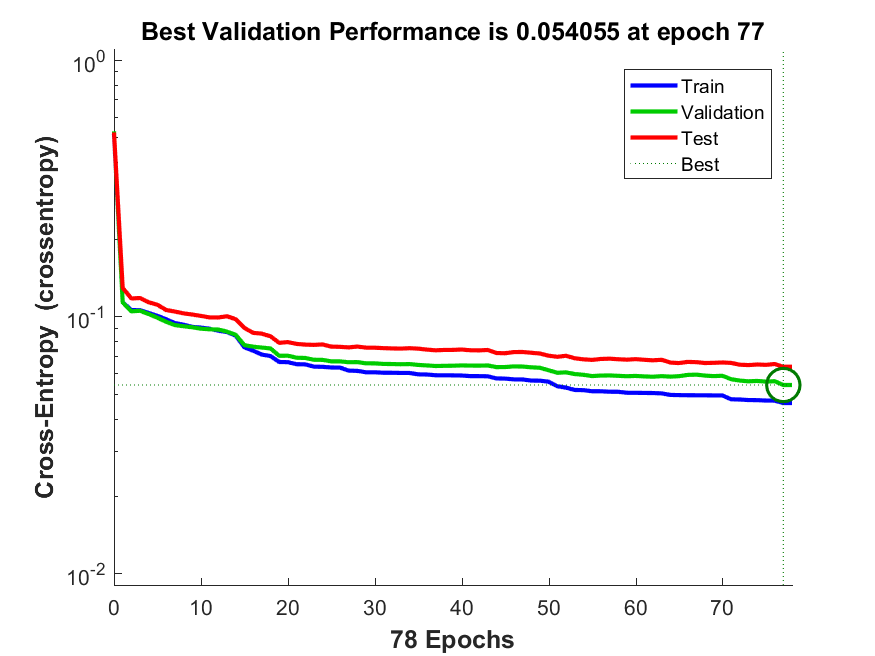 Best Validation Performance is 0.054055 at epoch 77
Train
Validation
Test
Best
Cross-Entropy (crossentropy)
10^0
10^-1
10^-2
0 10 20 30 40 50 60 70
78 Epochs